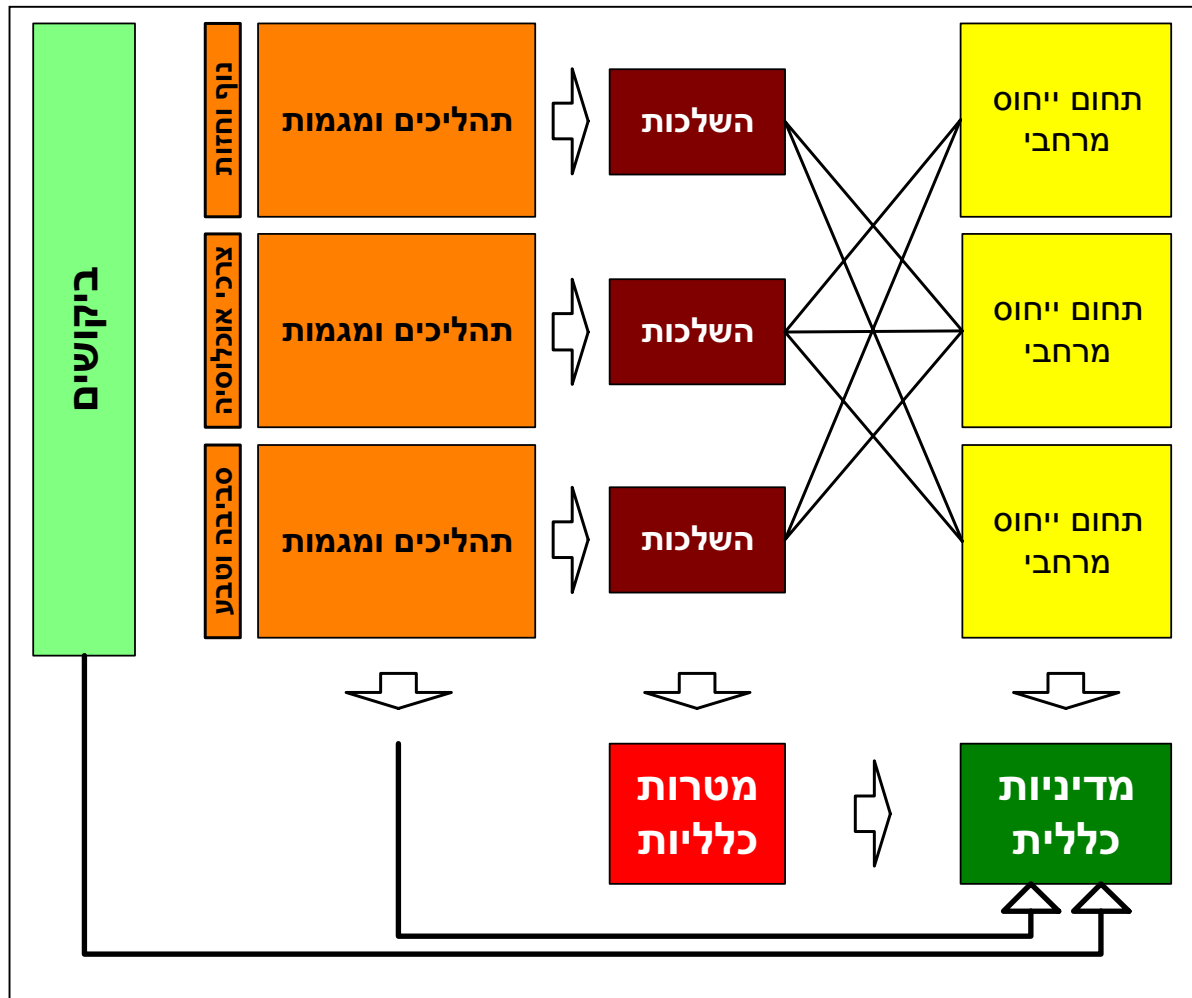 ביקושים
נוף וחזות
תהליכים ומגמות
השלכות
תחום ייחוס
מרחבי
צרכי אוכלוסיה
תהליכים ומגמות
השלכות
תחום ייחוס
מרחבי
סביבה וטבע
תהליכים ומגמות
השלכות
תחום ייחוס
מרחבי
מטרות
כלליות
מדיניות
כללית